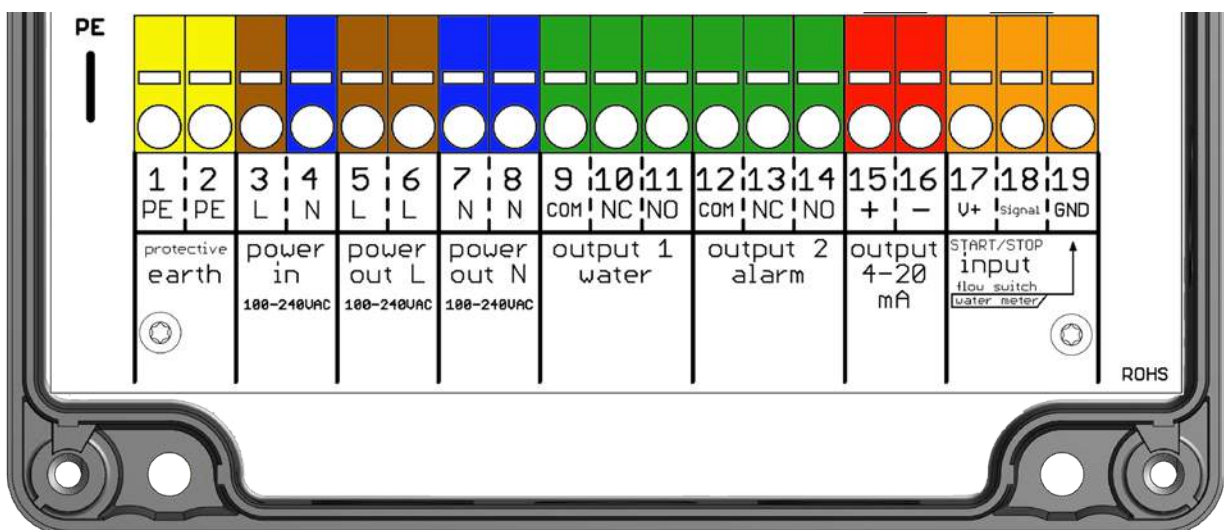 PE
1 2 3 4 5 6 7 8 9 10 11 12 13 14 15 16 17 18 19
PE PE L N L L N N COM NC NO COM NC NO + - V+ Signal GND
protective
earth
power
in
100-240VAC
power
out L
100-240VAC
power
out N
100-240VAC
output 1
water
output 2
alarm
output
4-20
mA
START/STOP
input
flow switch
water meter
ROHS